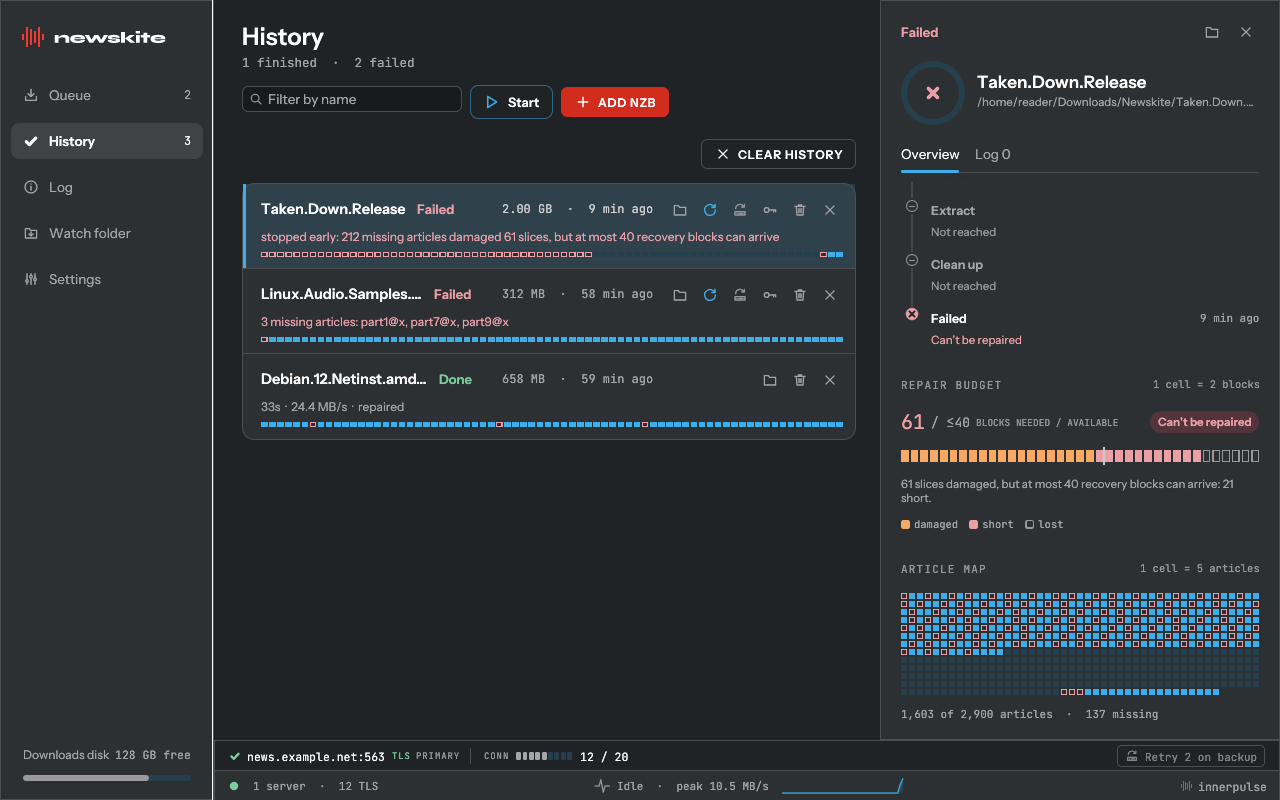 newskite
Queue 2
History 3
Log
Watch folder
Settings
Downloads disk 128 GB free
History
1 finished · 2 failed
Filter by name
Start
ADD NZB
CLEAR HISTORY
Taken.Down.Release Failed 2.00 GB · 9 min ago
stopped early: 212 missing articles damaged 61 slices, but at most 40 recovery blocks can arrive
Linux.Audio.Samples.... Failed 312 MB · 58 min ago
3 missing articles: part1@x, part7@x, part9@x
Debian.12.Netinst.amd... Done 658 MB · 59 min ago
33s · 24.4 MB/s · repaired
Failed
Taken.Down.Release
/home/reader/Downloads/Newskite/Taken.Down....
Overview Log 0
Extract
Not reached
Clean up
Not reached
Failed 9 min ago
Can't be repaired
REPAIR BUDGET 1 cell = 2 blocks
61 / ≤40 BLOCKS NEEDED / AVAILABLE Can't be repaired
61 slices damaged, but at most 40 recovery blocks can arrive: 21
short.
damaged short lost
ARTICLE MAP 1 cell = 5 articles
1,603 of 2,900 articles · 137 missing
news.example.net:563 TLS PRIMARY CONN 12 / 20
Retry 2 on backup
1 server · 12 TLS
Idle · peak 10.5 MB/s
innerpulse